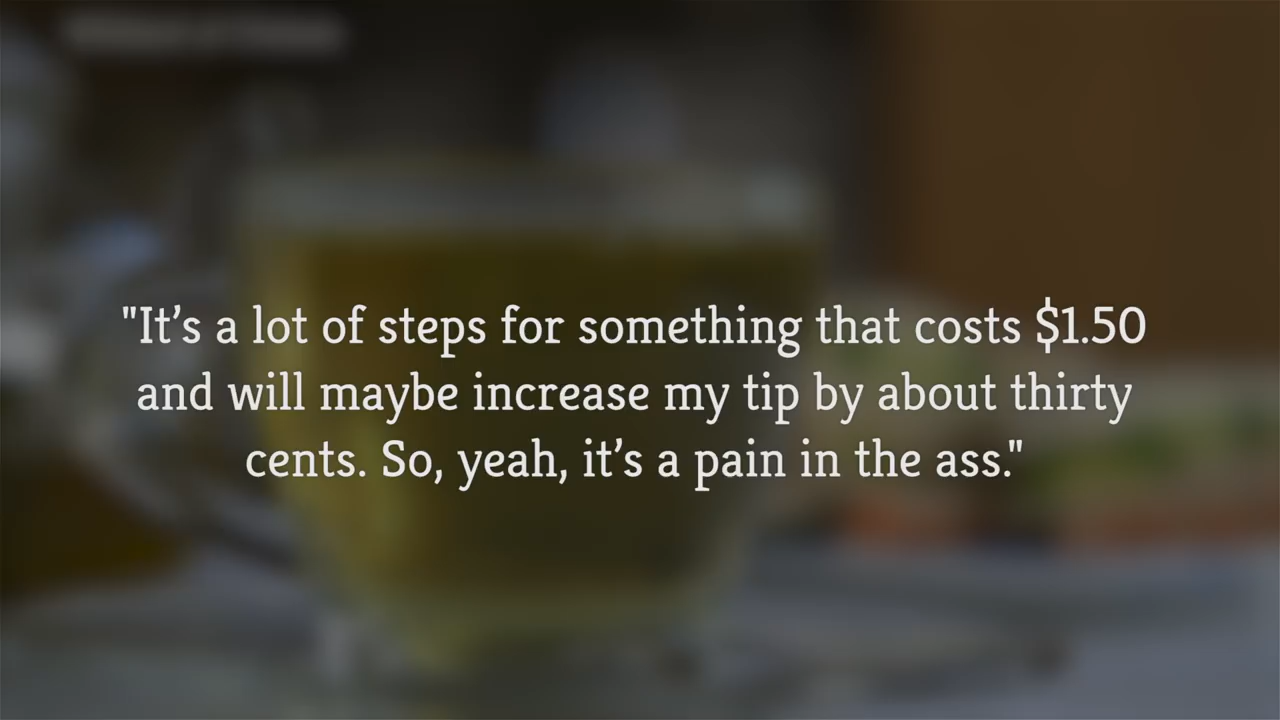 "It’s a lot of steps for something that costs $1.50
and will maybe increase my tip by about thirty
cents. So, yeah, it’s a pain in the ass."